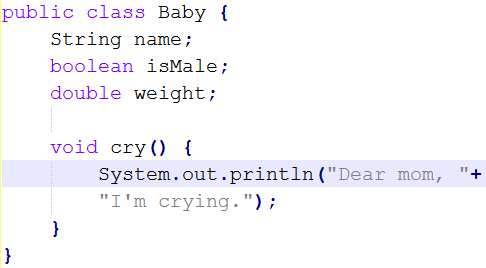 public class Baby {
    String name;
    boolean isMale;
    double weight;

    void cry() {
        System.out.println("Dear mom, "+
        "I'm crying.");
    }
}